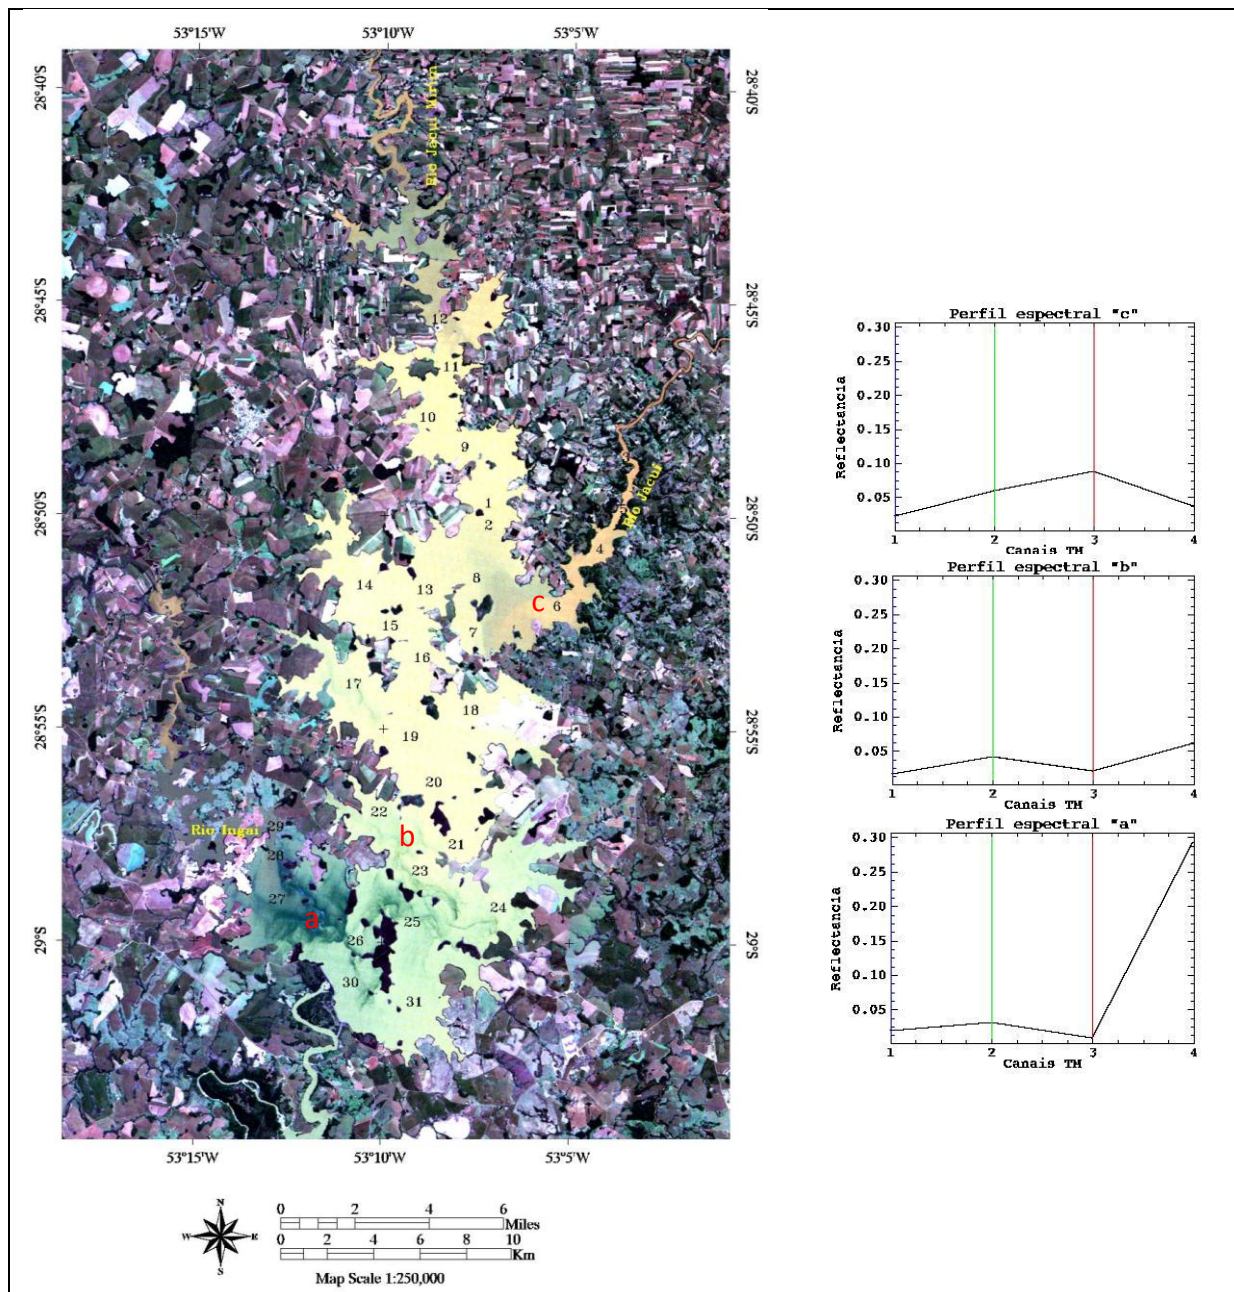 53°15'W 53°10'W 53°5'W
28°40'S 28°40'S
Rio Jacui Mirim
28°45'S 28°45'S
12
11
10
9
1
2
28°50'S 28°50'S
Rio Jacui
5
4
8
14 13
c 6
15 7
16
17
18
19
28°55'S 28°55'S
20
22
Rio Ingai 29
b
21
28
23
27 24
a 25
26
29°S 29°S
30
31
53°15'W 53°10'W 53°5'W
N
W E
S
0 2 4 6
Miles
0 2 4 6 8 10
Km
Map Scale 1:250,000
Perfil espectral "c"
0.30
0.25
0.20
0.15
0.10
0.05
Reflectancia
1 2 3 4
Canais TM
Perfil espectral "b"
0.30
0.25
0.20
0.15
0.10
0.05
Reflectancia
1 2 3 4
Canais TM
Perfil espectral "a"
0.30
0.25
0.20
0.15
0.10
0.05
Reflectancia
1 2 3 4
Canais TM